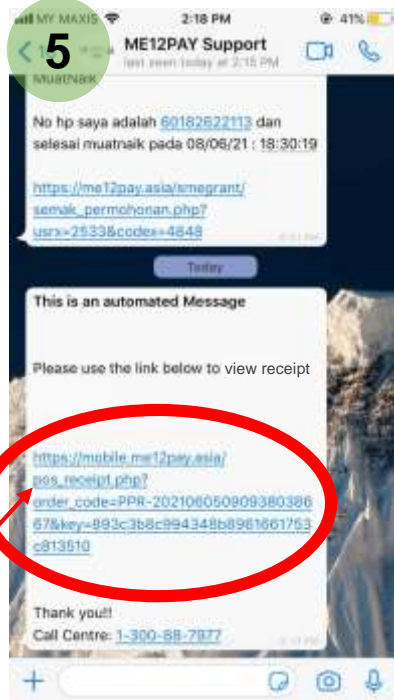 MY MAXIS 2:18 PM 41%
5
ME12PAY Support
last seen today at 2:15 PM
MuatNaik
No hp saya adalah 60182622113 dan
selesai muatnaik pada 08/06/21 : 18:30:19
https://me12pay.asia/smegrant/
semak_permohonan.php?
usrx=2533&codex=4848
Today
This is an automated Message
Please use the link below to view receipt
https://mobile.me12pay.asia/
pos_receipt.php?
order_code=PPR-202106050909380386
67&key=893c3b8c994348b8961661753
c813510
Thank you!!
Call Centre: 1-300-88-7977